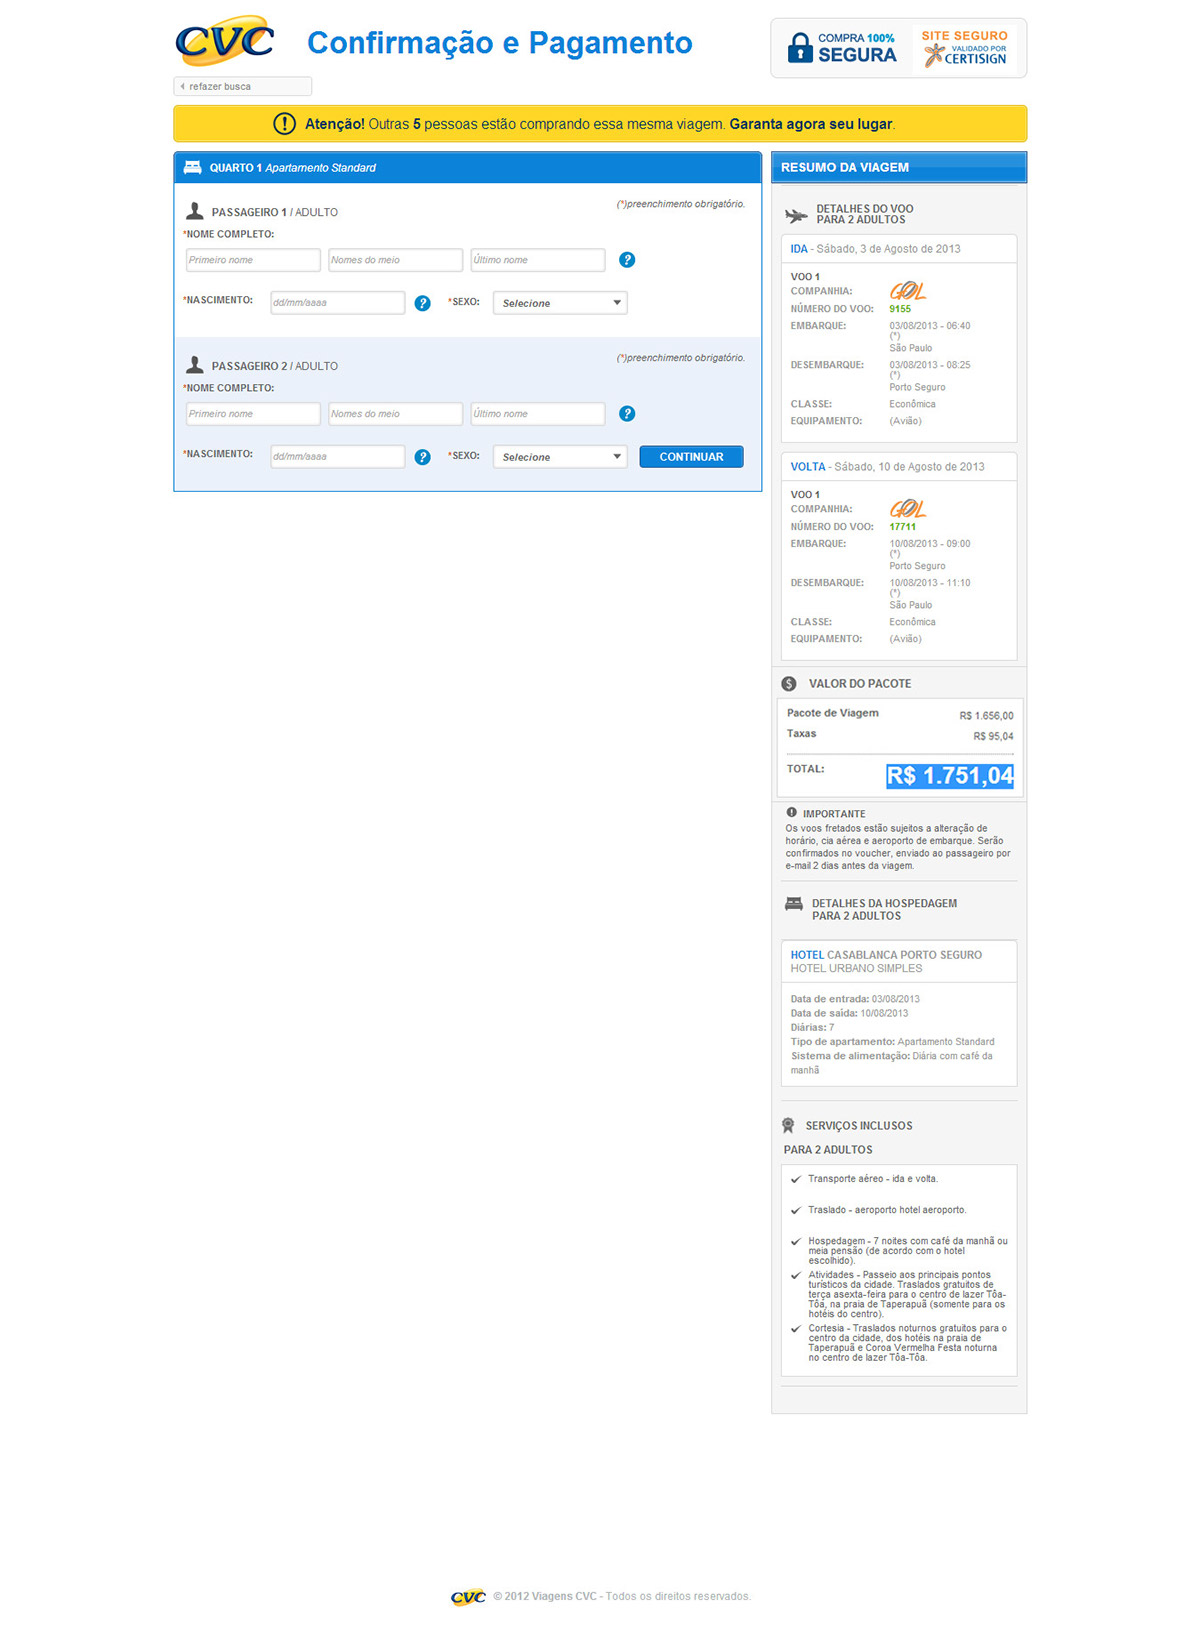 CVC
Confirmação e Pagamento
COMPRA 100%
SEGURA
SITE SEGURO
VALIDADO POR
CERTISIGN
refazer busca
Atenção! Outras 5 pessoas estão comprando essa mesma viagem. Garanta agora seu lugar.
QUARTO 1 Apartamento Standard
PASSAGEIRO 1 / ADULTO
(*)preenchimento obrigatório.
*NOME COMPLETO:
Primeiro nome
Nomes do meio
Último nome
?
*NASCIMENTO:
dd/mm/aaaa
?
*SEXO:
Selecione
PASSAGEIRO 2 / ADULTO
(*)preenchimento obrigatório.
*NOME COMPLETO:
Primeiro nome
Nomes do meio
Último nome
?
*NASCIMENTO:
dd/mm/aaaa
?
*SEXO:
Selecione
CONTINUAR
RESUMO DA VIAGEM
DETALHES DO VOO
PARA 2 ADULTOS
IDA - Sábado, 3 de Agosto de 2013
VOO 1
COMPANHIA: GOL
NÚMERO DO VOO: 9155
EMBARQUE: 03/08/2013 - 06:40
(*)
São Paulo
DESEMBARQUE: 03/08/2013 - 08:25
(*)
Porto Seguro
CLASSE: Econômica
EQUIPAMENTO: (Avião)
VOLTA - Sábado, 10 de Agosto de 2013
VOO 1
COMPANHIA: GOL
NÚMERO DO VOO: 17711
EMBARQUE: 10/08/2013 - 09:00
(*)
Porto Seguro
DESEMBARQUE: 10/08/2013 - 11:10
(*)
São Paulo
CLASSE: Econômica
EQUIPAMENTO: (Avião)
$ VALOR DO PACOTE
Pacote de Viagem R$ 1.656,00
Taxas R$ 95,04
TOTAL: R$ 1.751,04
IMPORTANTE
Os voos fretados estão sujeitos a alteração de
horário, cia aérea e aeroporto de embarque. Serão
confirmados no voucher, enviado ao passageiro por
e-mail 2 dias antes da viagem.
DETALHES DA HOSPEDAGEM
PARA 2 ADULTOS
HOTEL CASABLANCA PORTO SEGURO
HOTEL URBANO SIMPLES
Data de entrada: 03/08/2013
Data de saída: 10/08/2013
Diárias: 7
Tipo de apartamento: Apartamento Standard
Sistema de alimentação: Diária com café da
manhã
SERVIÇOS INCLUSOS
PARA 2 ADULTOS
Transporte aéreo - ida e volta.
Traslado - aeroporto hotel aeroporto.
Hospedagem - 7 noites com café da manhã ou
meia pensão (de acordo com o hotel
escolhido).
Atividades - Passeio aos principais pontos
turísticos da cidade. Traslados gratuitos de
terça asexta-feira para o centro de lazer Tôa-
Tôa, na praia de Taperapuã (somente para os
hotéis do centro).
Cortesia - Traslados noturnos gratuitos para o
centro da cidade, dos hotéis na praia de
Taperapuã e Coroa Vermelha Festa noturna
no centro de lazer Tôa-Tôa.
CVC © 2012 Viagens CVC - Todos os direitos reservados.